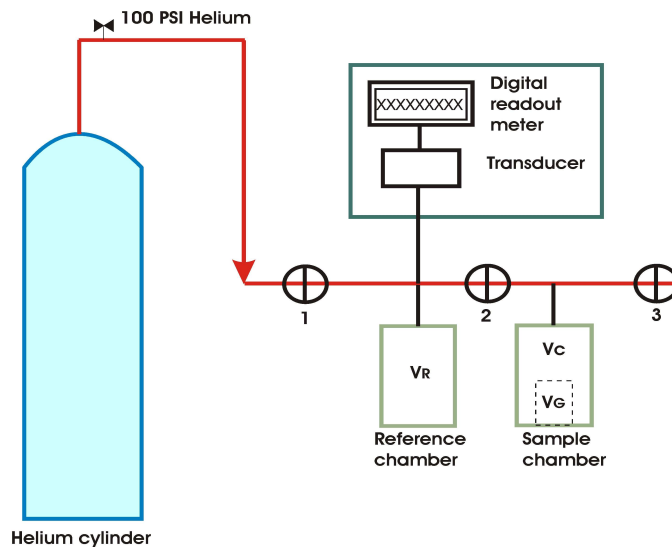 100 PSI Helium
Digital
readout
meter
XXXXXXXXX
Transducer
1
2
3
VR
VC
VG
Reference
chamber
Sample
chamber
Helium cylinder